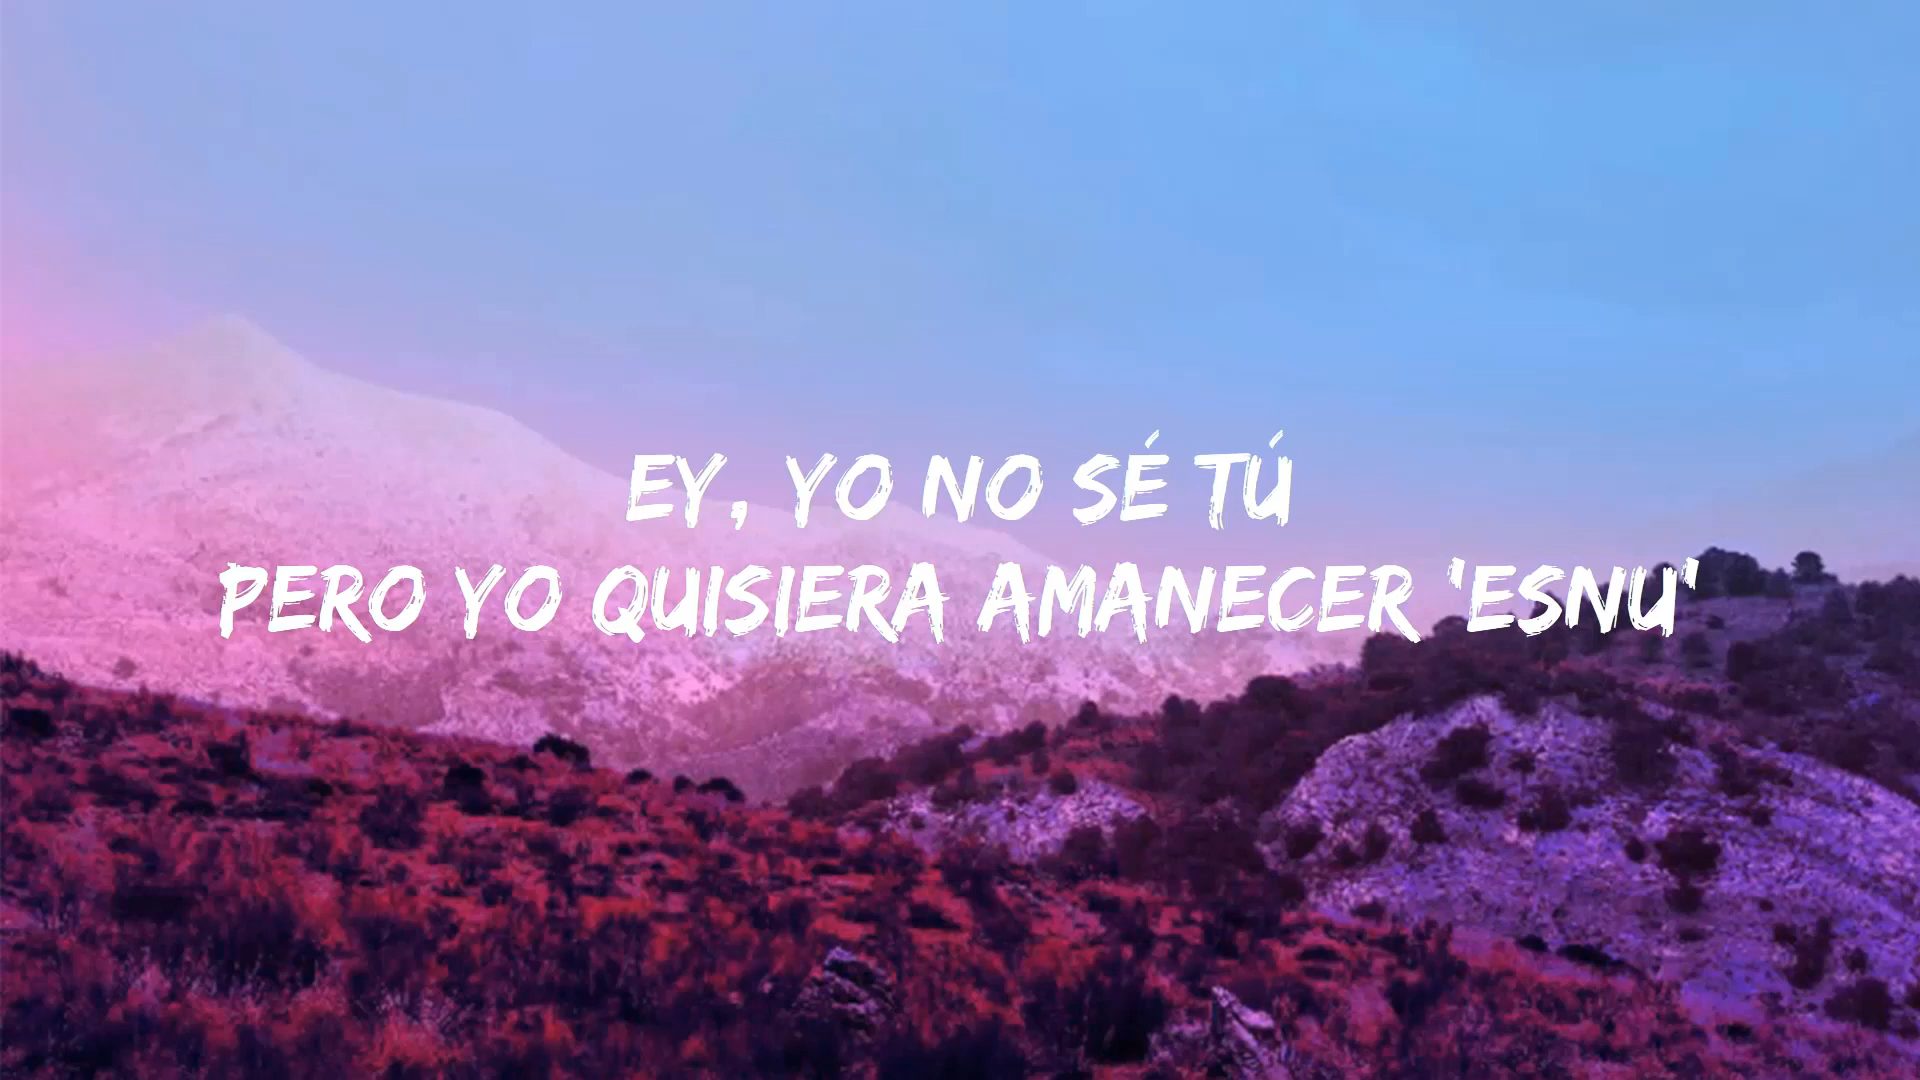 EY, YO NO SÉ TÚ
PERO YO QUISIERA AMANECER 'ESNU'